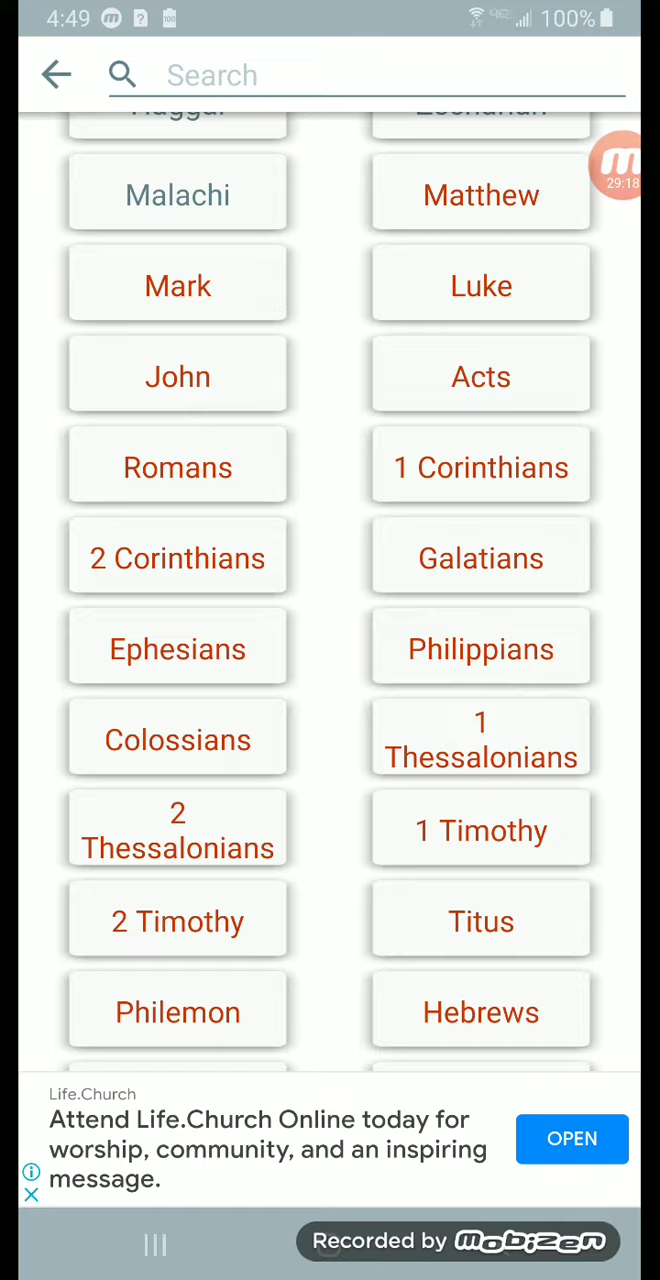 4:49 100%
Search
Malachi Matthew
29:18
Mark Luke
John Acts
Romans 1 Corinthians
2 Corinthians Galatians
Ephesians Philippians
Colossians 1
Thessalonians
2
Thessalonians 1 Timothy
2 Timothy Titus
Philemon Hebrews
Life.Church
Attend Life.Church Online today for
worship, community, and an inspiring
message.
OPEN
Recorded by mobizen